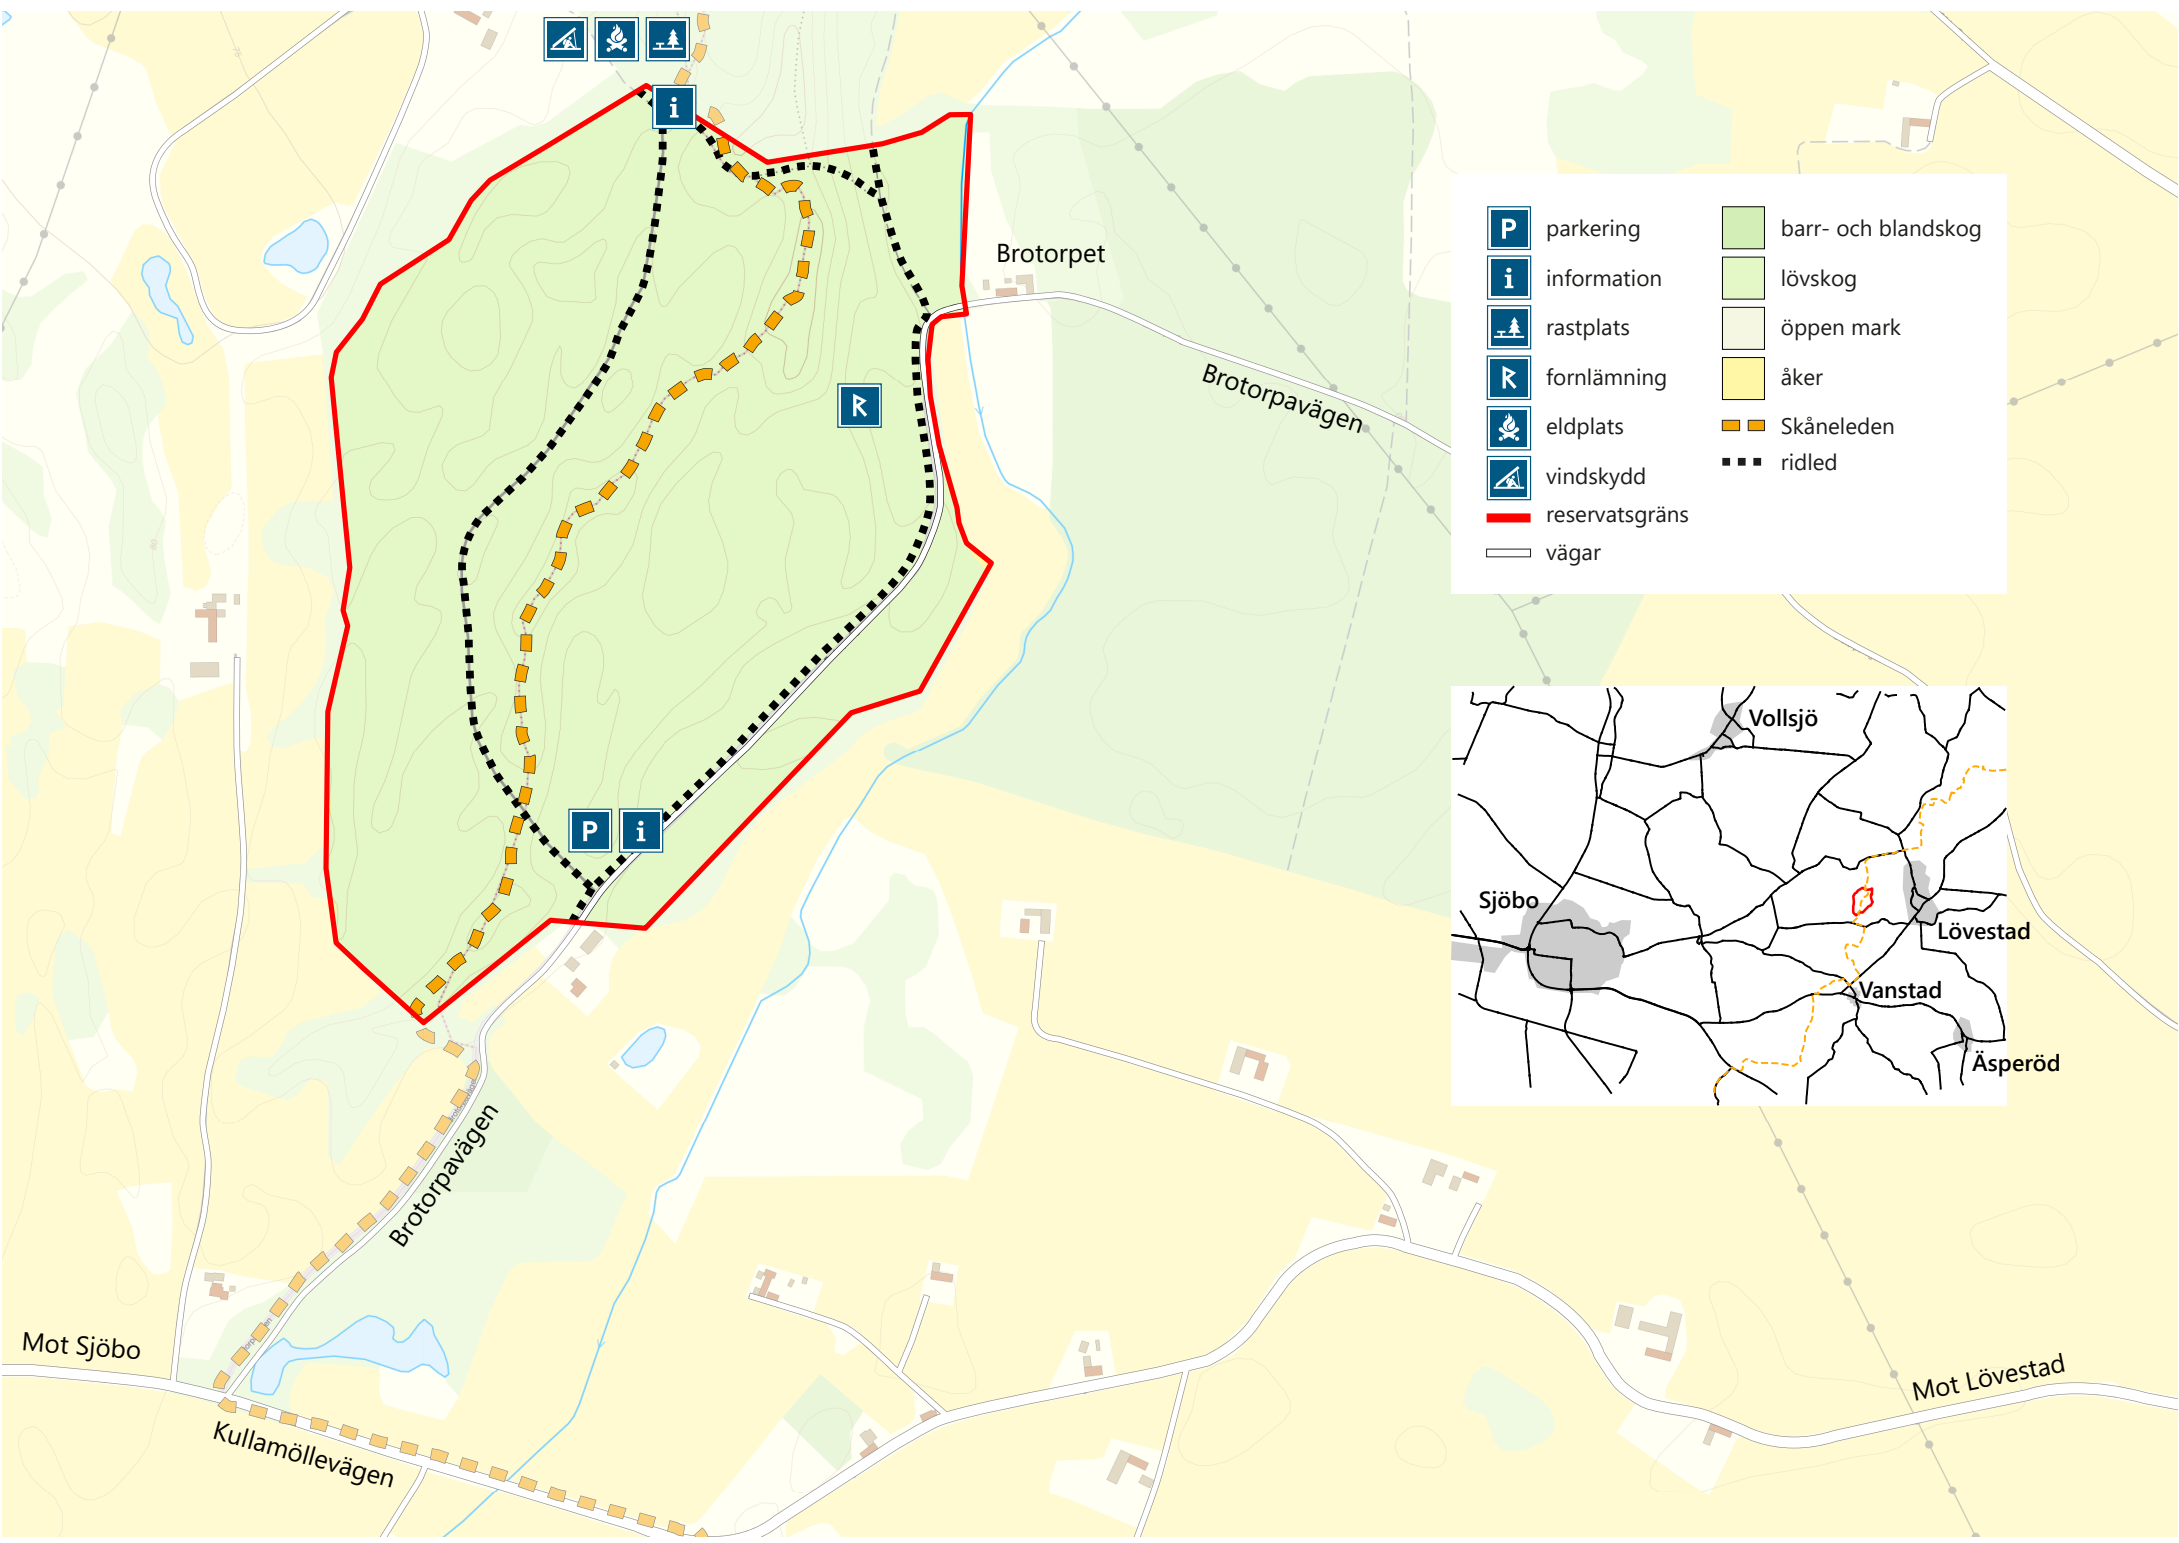 i
Brotorpet
Brotorpavägen
R
P i
Brotorpavägen
Mot Sjöbo
Kullamöllevägen
Mot Lövestad
P parkering
i information
rastplats
R fornlämning
eldplats
vindskydd
reservatsgräns
vägar
barr- och blandskog
lövskog
öppen mark
åker
Skåneleden
ridled
Vollsjö
Sjöbo
Lövestad
Vanstad
Äsperöd